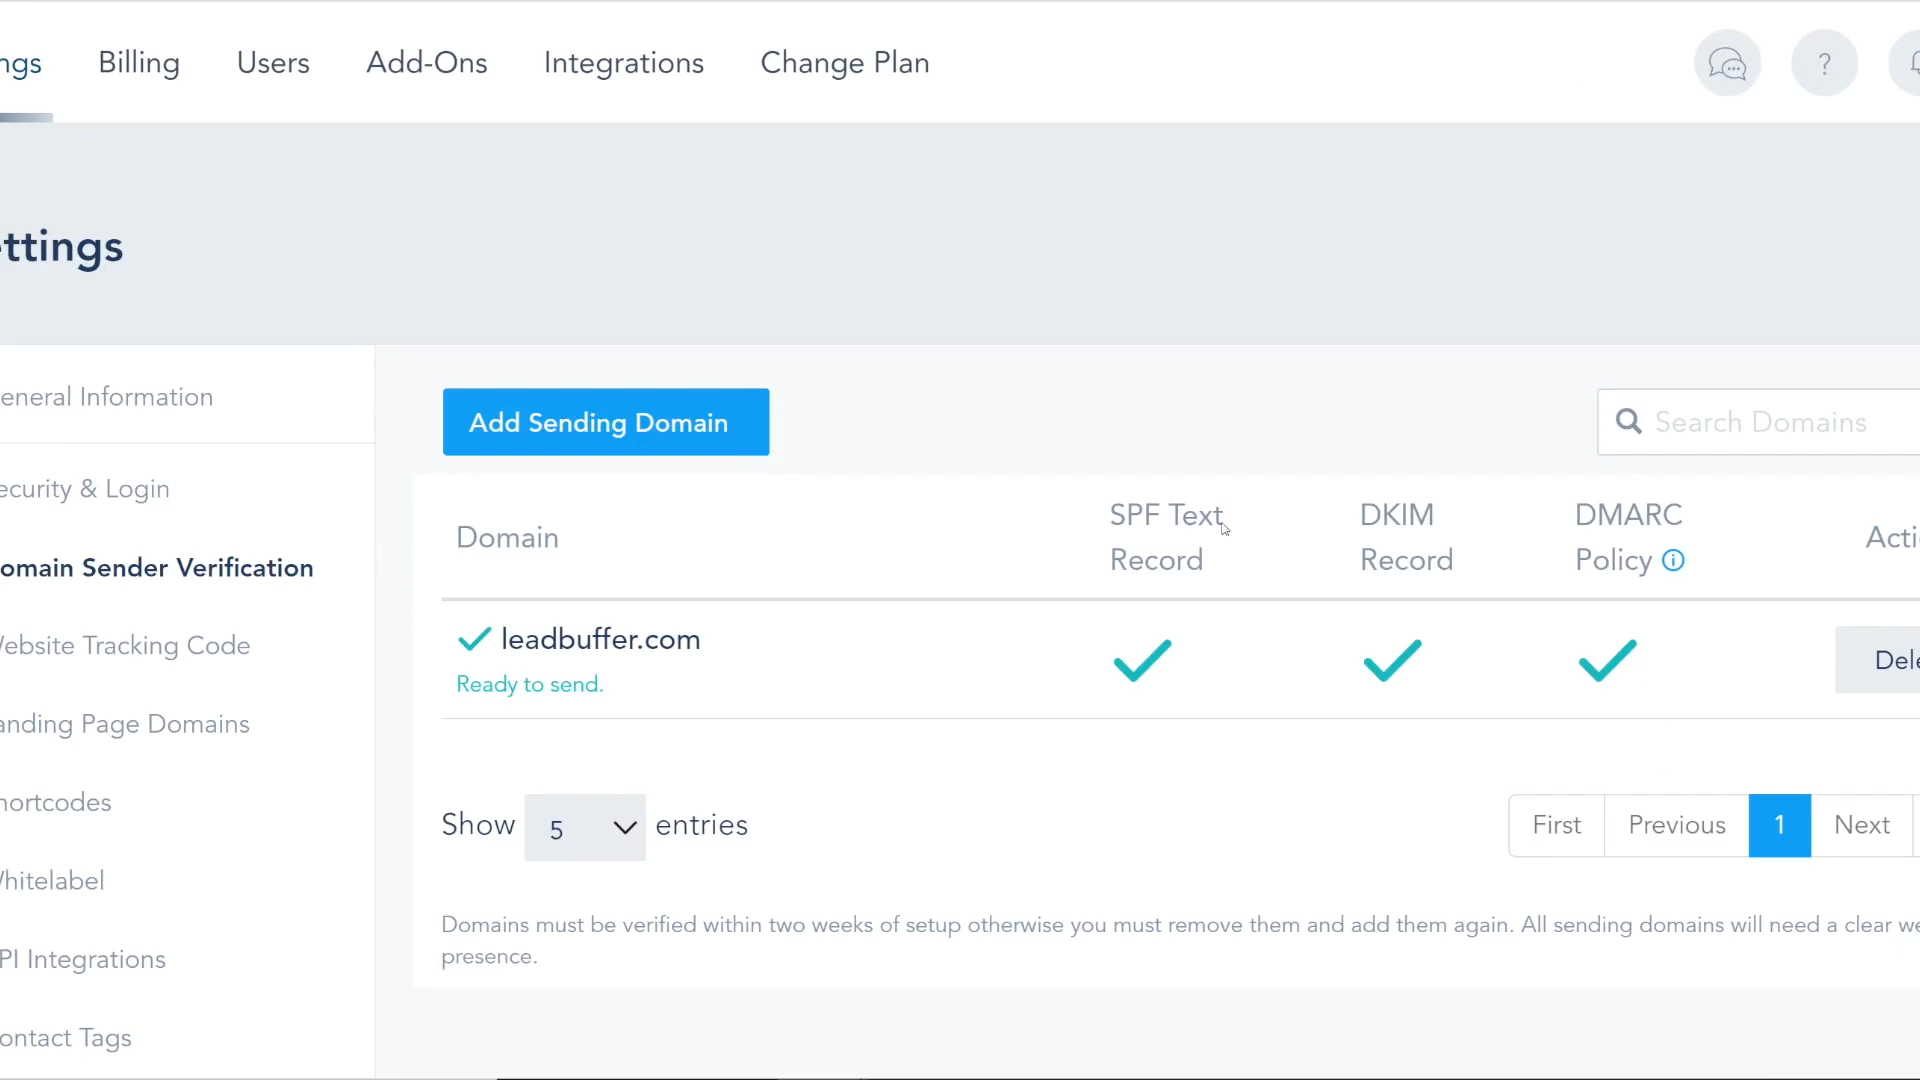 ngs Billing Users Add-Ons Integrations Change Plan ?
ttings
eneral Information
ecurity & Login
omain Sender Verification
ebsite Tracking Code
anding Page Domains
hortcodes
hitelabel
PI Integrations
ontact Tags
Add Sending Domain
Search Domains
Domain
SPF Text
Record
DKIM
Record
DMARC
Policy
Acti
leadbuffer.com
Ready to send.
Dele
Show 5 entries
First Previous 1 Next
Domains must be verified within two weeks of setup otherwise you must remove them and add them again. All sending domains will need a clear we
presence.